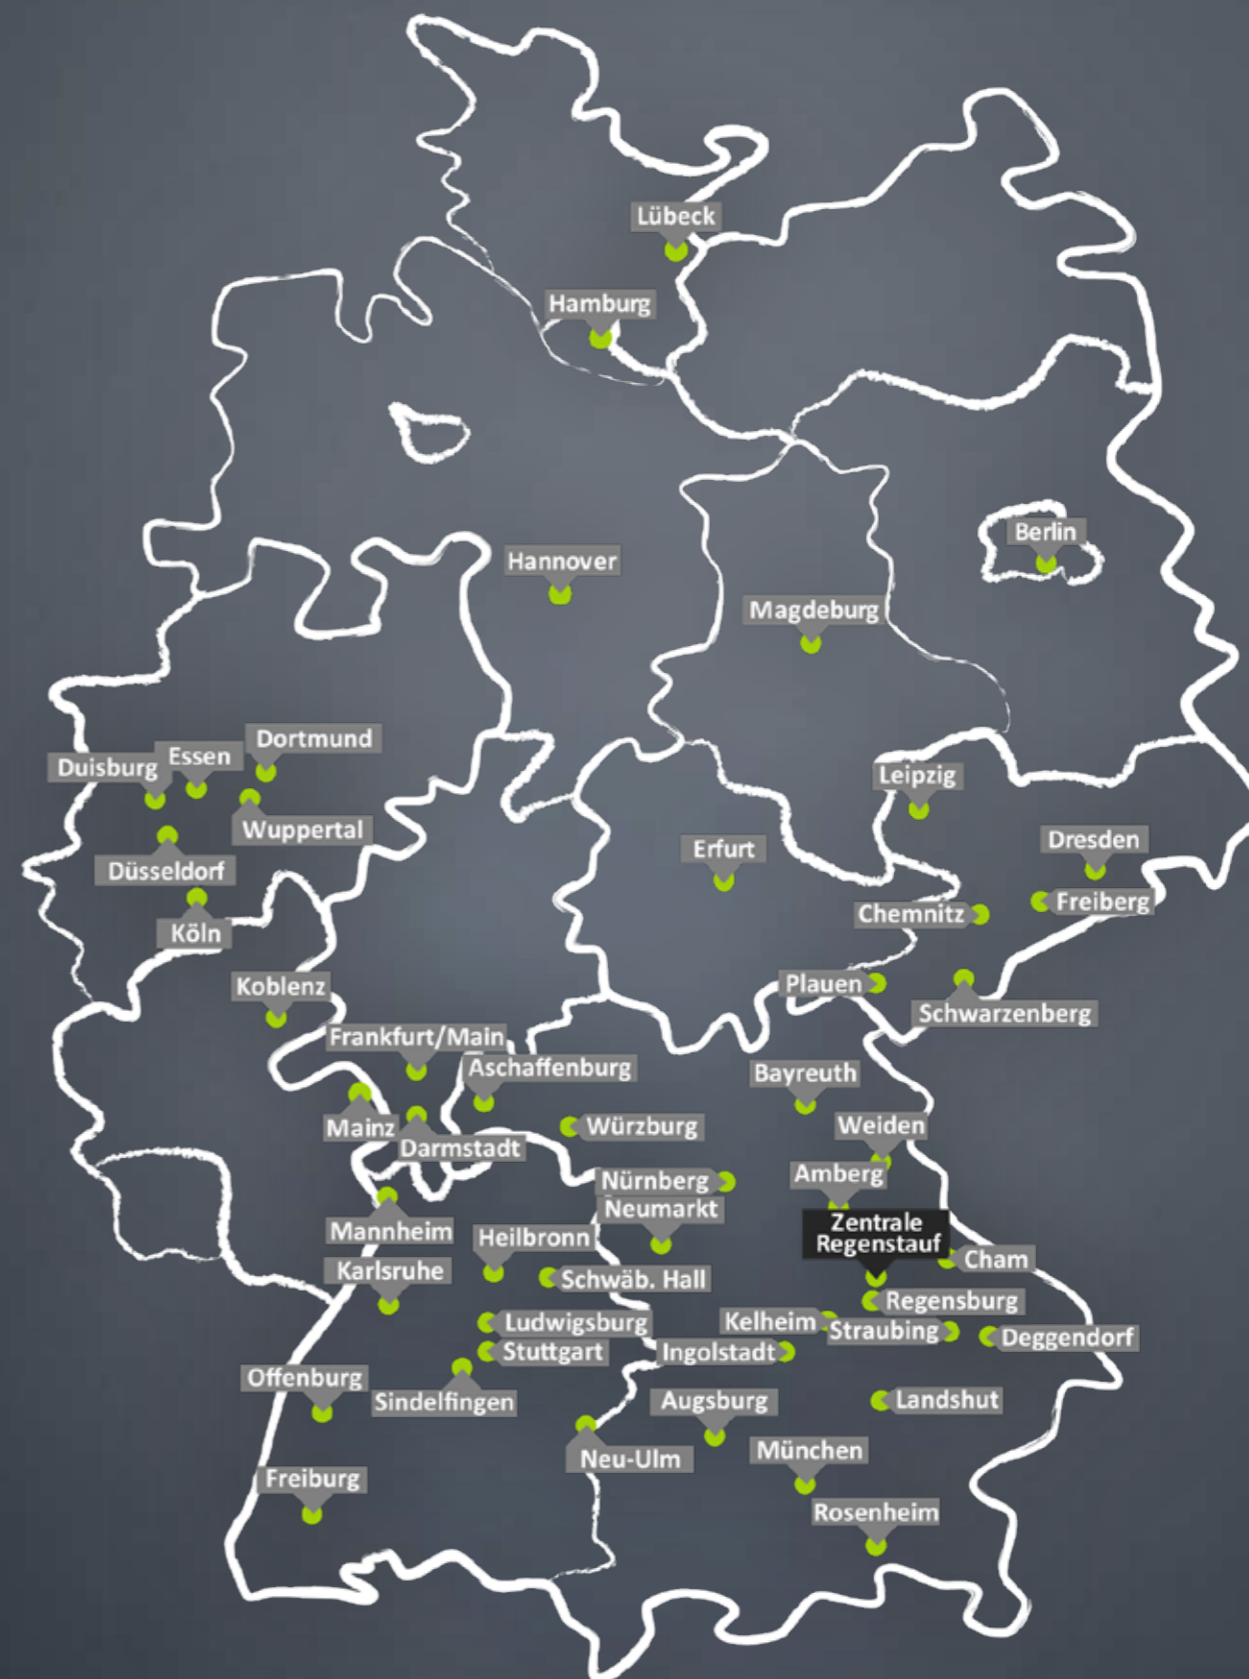 Lübeck
Hamburg
Berlin
Hannover
Magdeburg
Dortmund
Essen
Duisburg
Leipzig
Wuppertal
Dresden
Erfurt
Düsseldorf
Freiberg
Chemnitz
Köln
Plauen
Koblenz
Schwarzenberg
Frankfurt/Main
Aschaffenburg
Bayreuth
Weiden
Würzburg
Mainz
Darmstadt
Amberg
Nürnberg
Neumarkt
Zentrale
Regenstauf
Mannheim
Heilbronn
Cham
Karlsruhe
Schwäb. Hall
Regensburg
Ludwigsburg
Kelheim
Straubing
Deggendorf
Stuttgart
Ingolstadt
Offenburg
Sindelfingen
Augsburg
Landshut
München
Neu-Ulm
Freiburg
Rosenheim